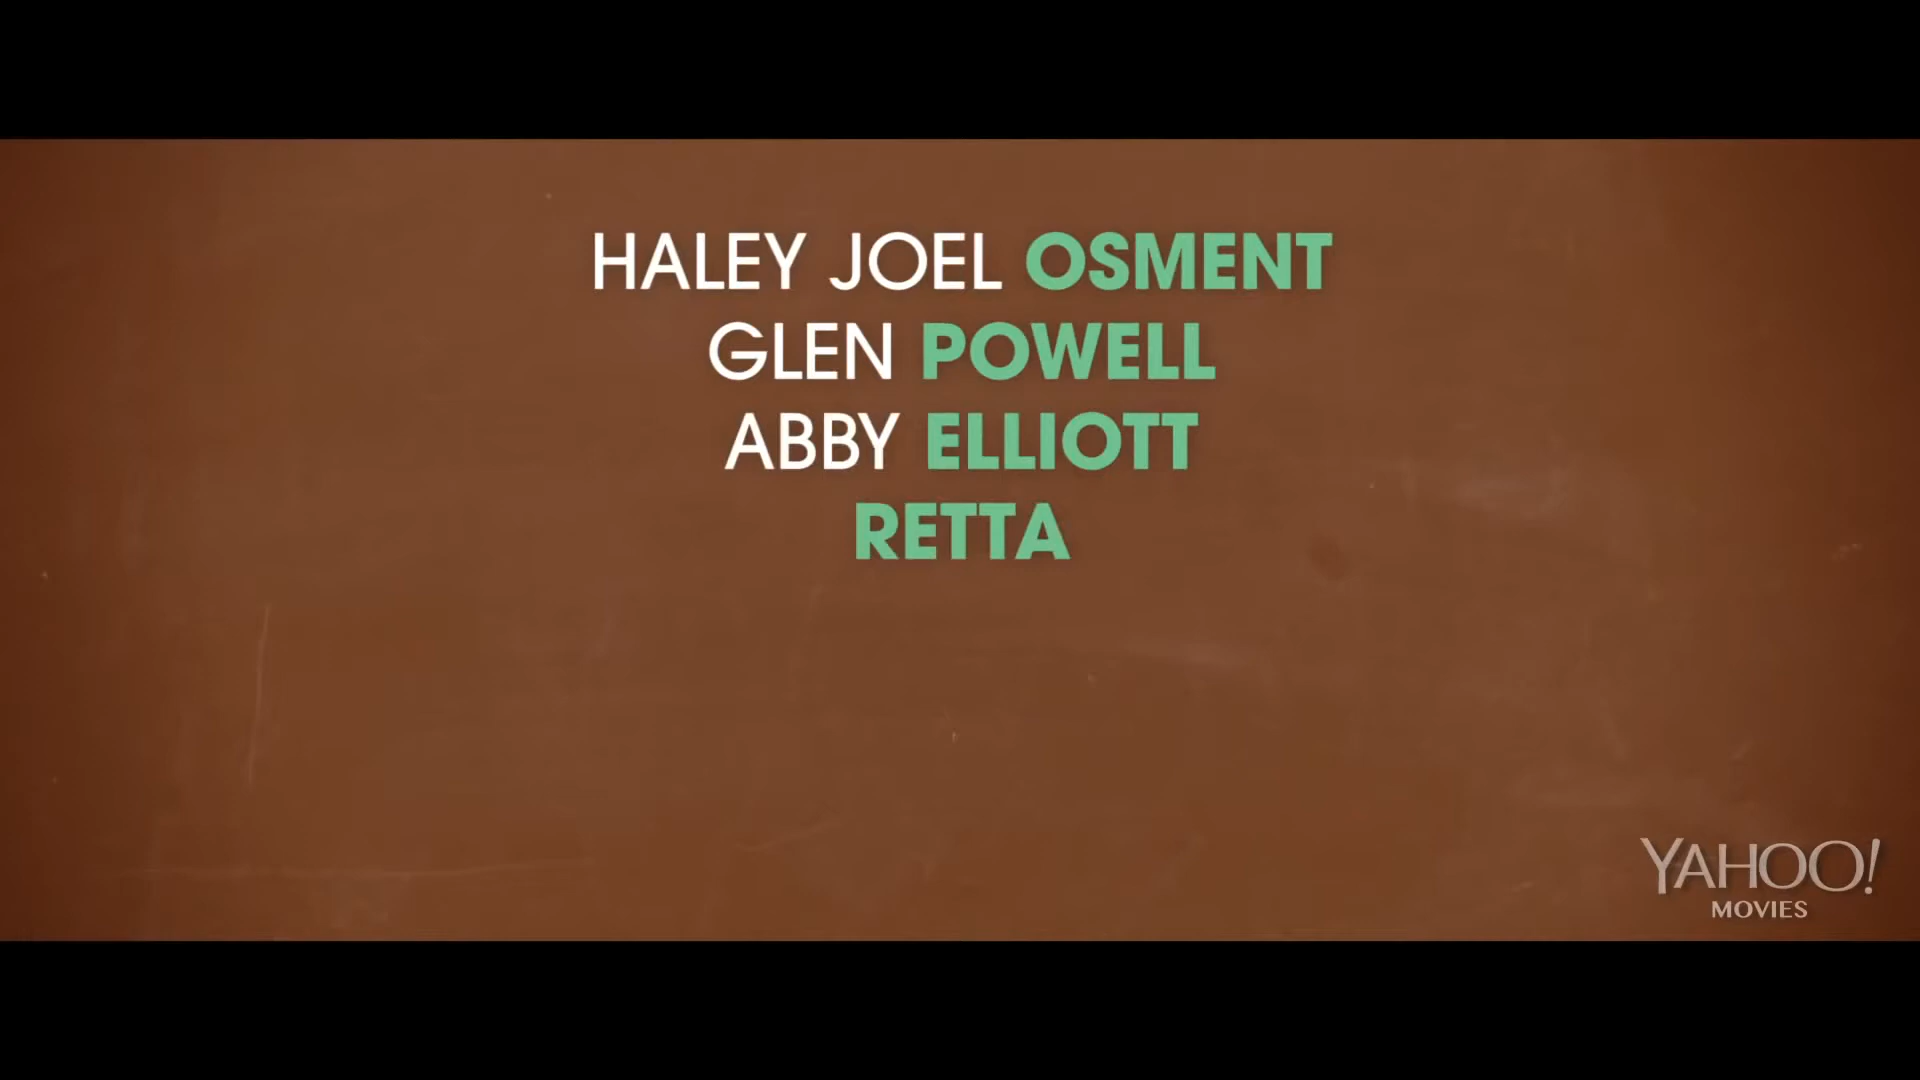 HALEY JOEL OSMENT
GLEN POWELL
ABBY ELLIOTT
RETTA
YAHOO!
MOVIES